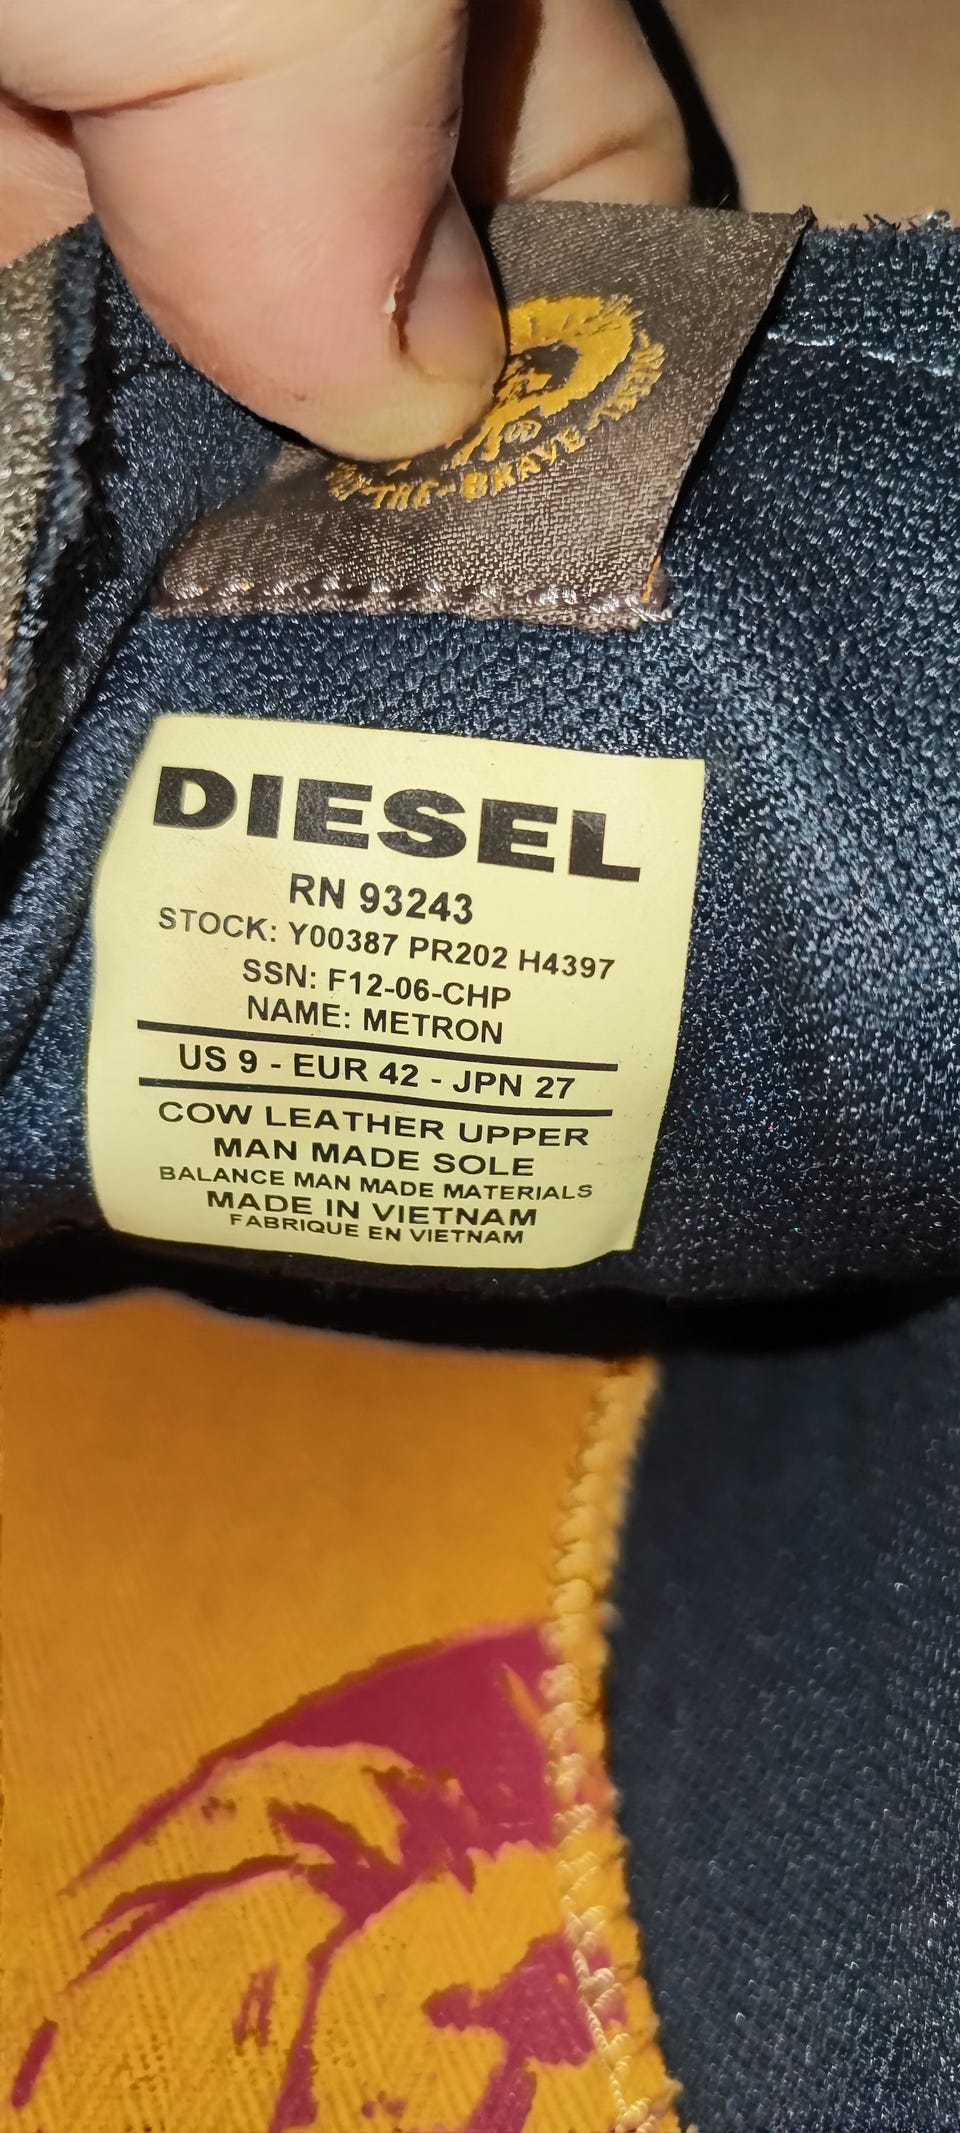 THE-BRAVE
DIESEL
RN 93243
STOCK: Y00387 PR202 H4397
SSN: F12-06-CHP
NAME: METRON
US 9 - EUR 42 - JPN 27
COW LEATHER UPPER
MAN MADE SOLE
BALANCE MAN MADE MATERIALS
MADE IN VIETNAM
FABRIQUE EN VIETNAM